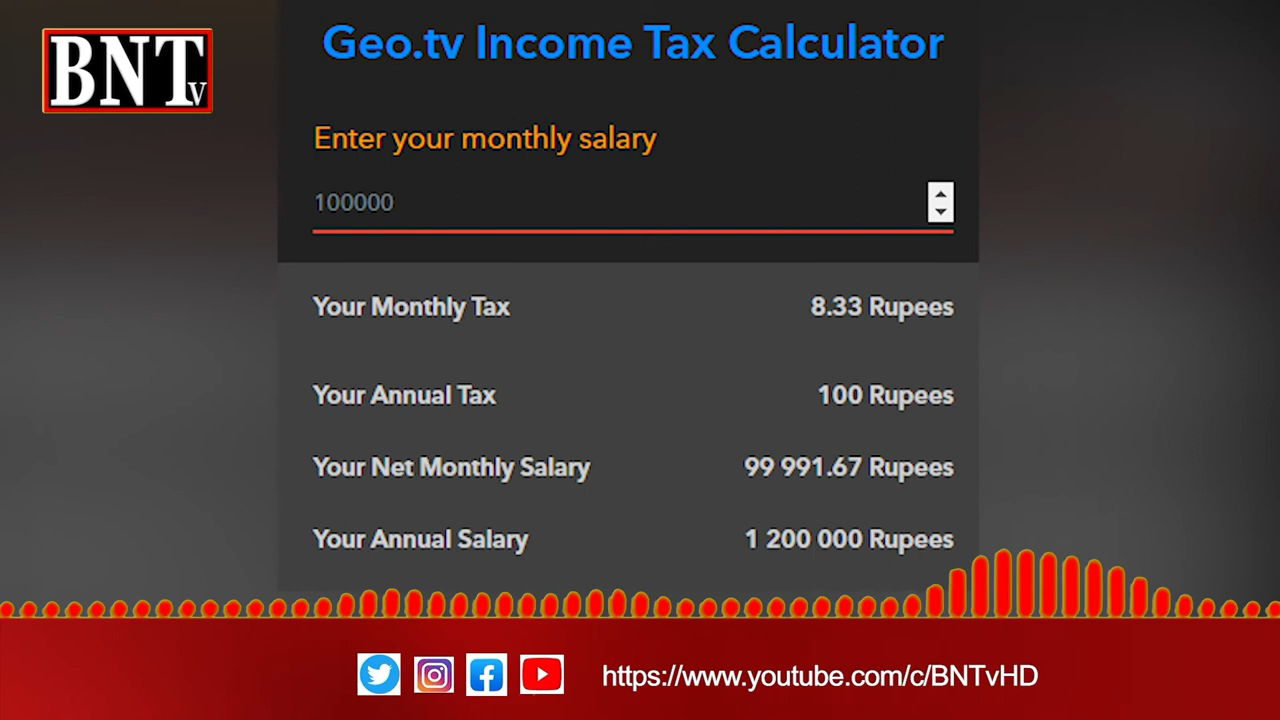 BNTV
Geo.tv Income Tax Calculator
Enter your monthly salary
100000
Your Monthly Tax 8.33 Rupees
Your Annual Tax 100 Rupees
Your Net Monthly Salary 99 991.67 Rupees
Your Annual Salary 1 200 000 Rupees
https://www.youtube.com/c/BNTvHD